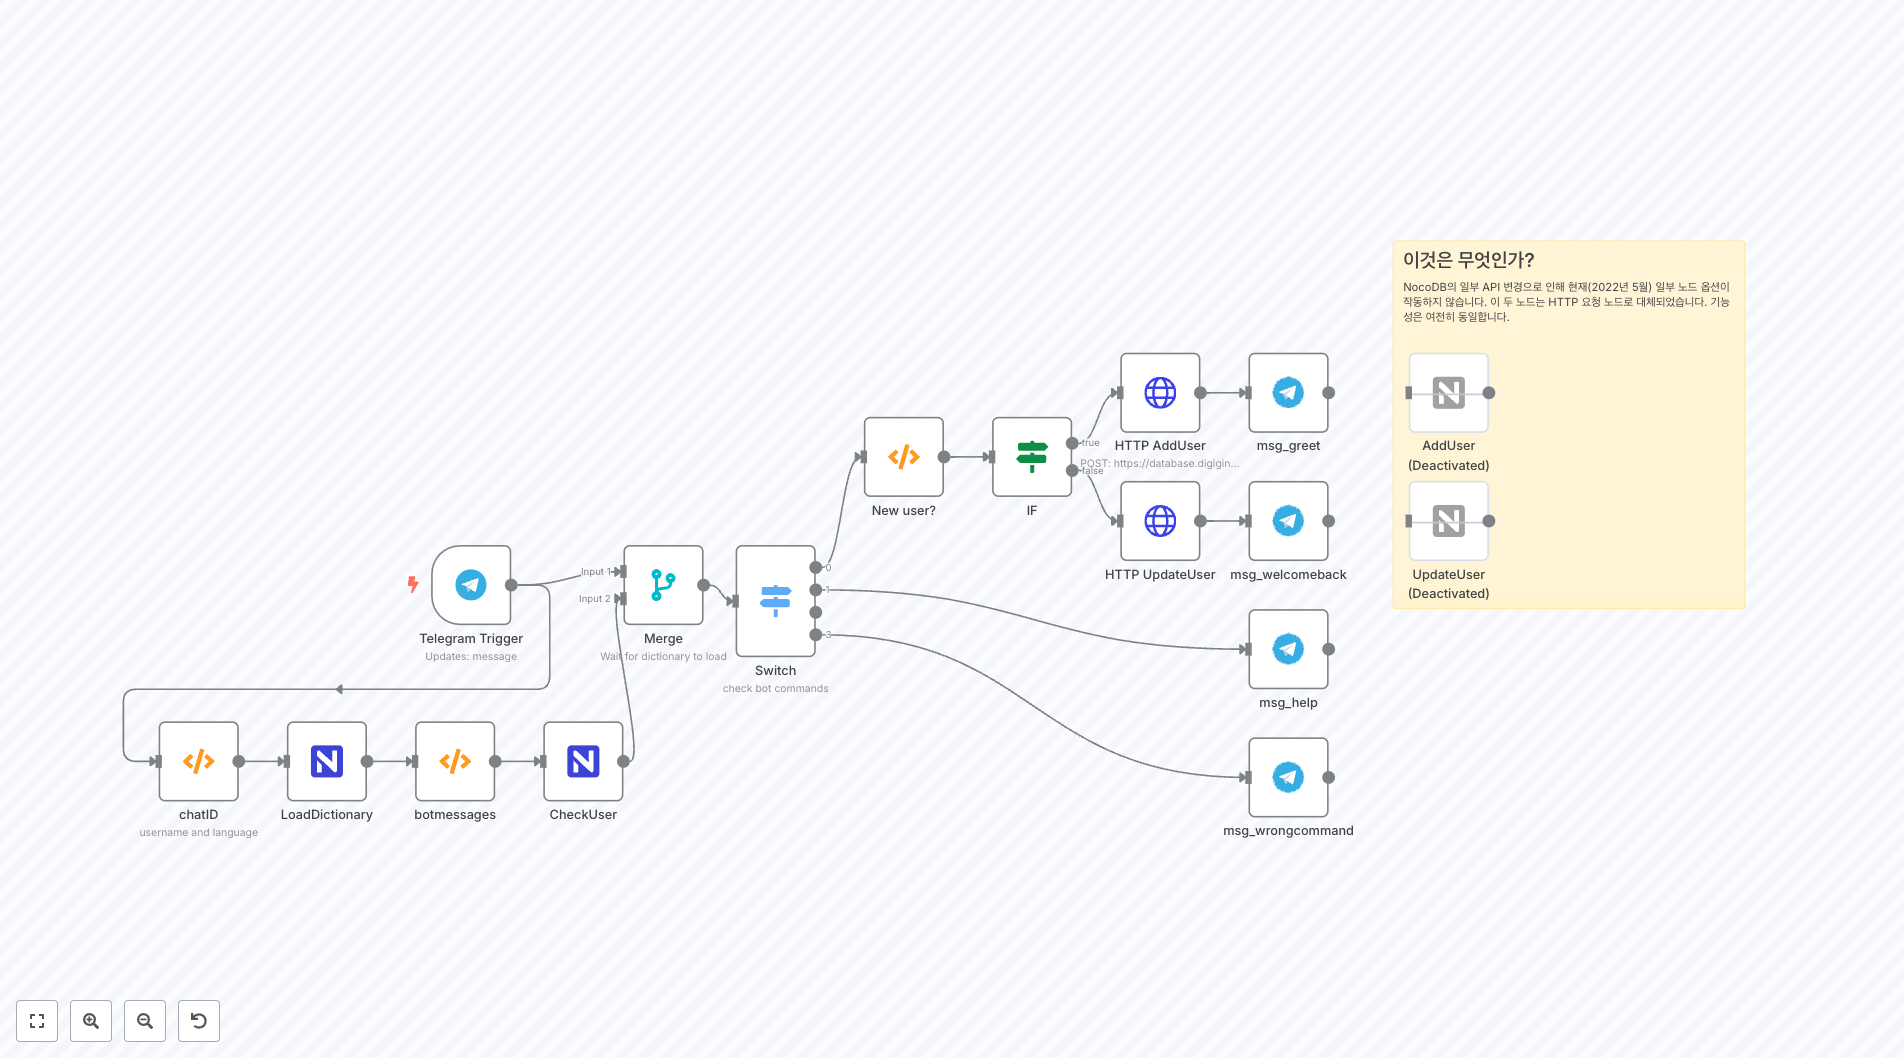 이것은 무엇인가?
NocoDB의 일부 API 변경으로 인해 현재(2022년 5월) 일부 노드 옵션이
작동하지 않습니다. 이 두 노드는 HTTP 요청 노드로 대체되었습니다. 기능
성은 여전히 동일합니다.
true
false
HTTP AddUser
POST: https://database.digigin...
msg_greet
AddUser
(Deactivated)
New user?
IF
HTTP UpdateUser
msg_welcomeback
UpdateUser
(Deactivated)
Input 1
Input 2
0
1
3
Telegram Trigger
Updates: message
Merge
Wait for dictionary to load
Switch
check bot commands
msg_help
chatID
username and language
LoadDictionary
botmessages
CheckUser
msg_wrongcommand